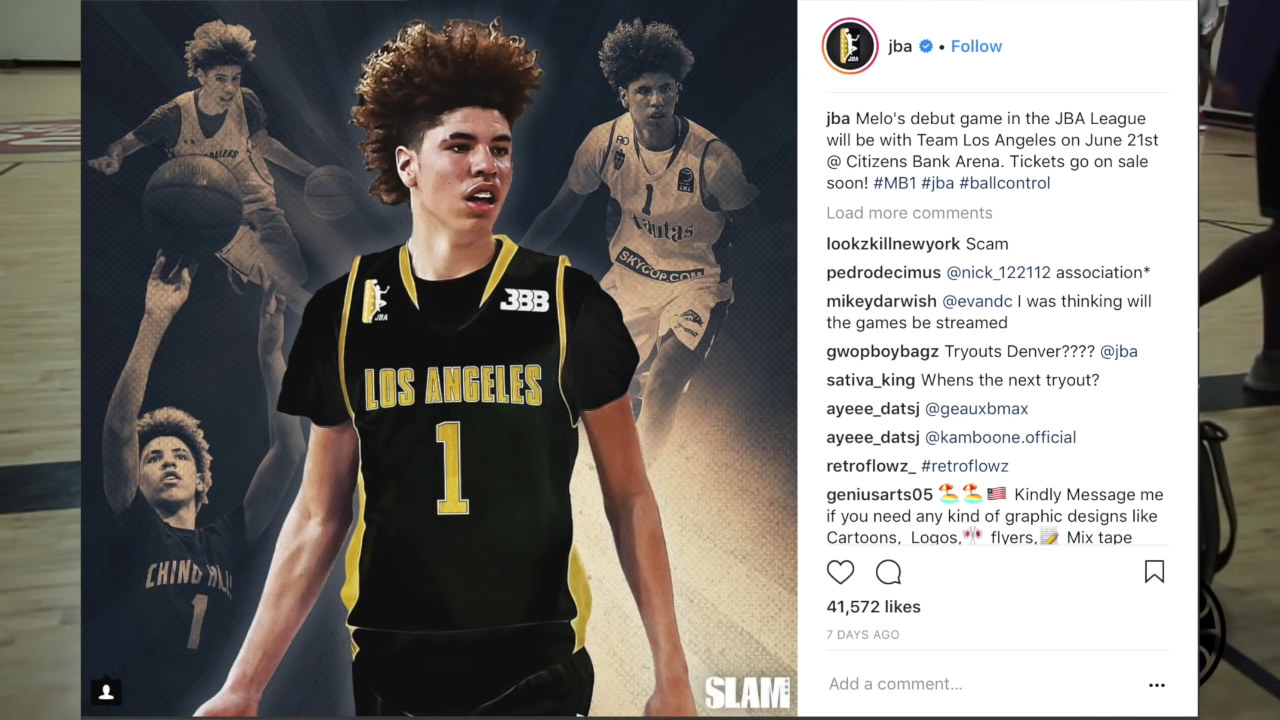 jba • Follow
jba Melo's debut game in the JBA League
will be with Team Los Angeles on June 21st
@ Citizens Bank Arena. Tickets go on sale
soon! #MB1 #jba #ballcontrol
Load more comments
lookzkillnewyork Scam
pedrodecimus @nick_122112 association*
mikeydarwish @evandc I was thinking will
the games be streamed
gwopboybagz Tryouts Denver???? @jba
sativa_king Whens the next tryout?
ayeee_datsj @geauxbmax
ayeee_datsj @kamboone.official
retroflowz_ #retroflowz
geniusarts05 🏖️🏖️🇲🇾 Kindly Message me
if you need any kind of graphic designs like
Cartoons, Logos,🎌 flyers,📝 Mix tape
41,572 likes
7 DAYS AGO
Add a comment...
JBA
BBB
LOS ANGELES
1
1
SKYCOP.COM
1
SLAM
JBA